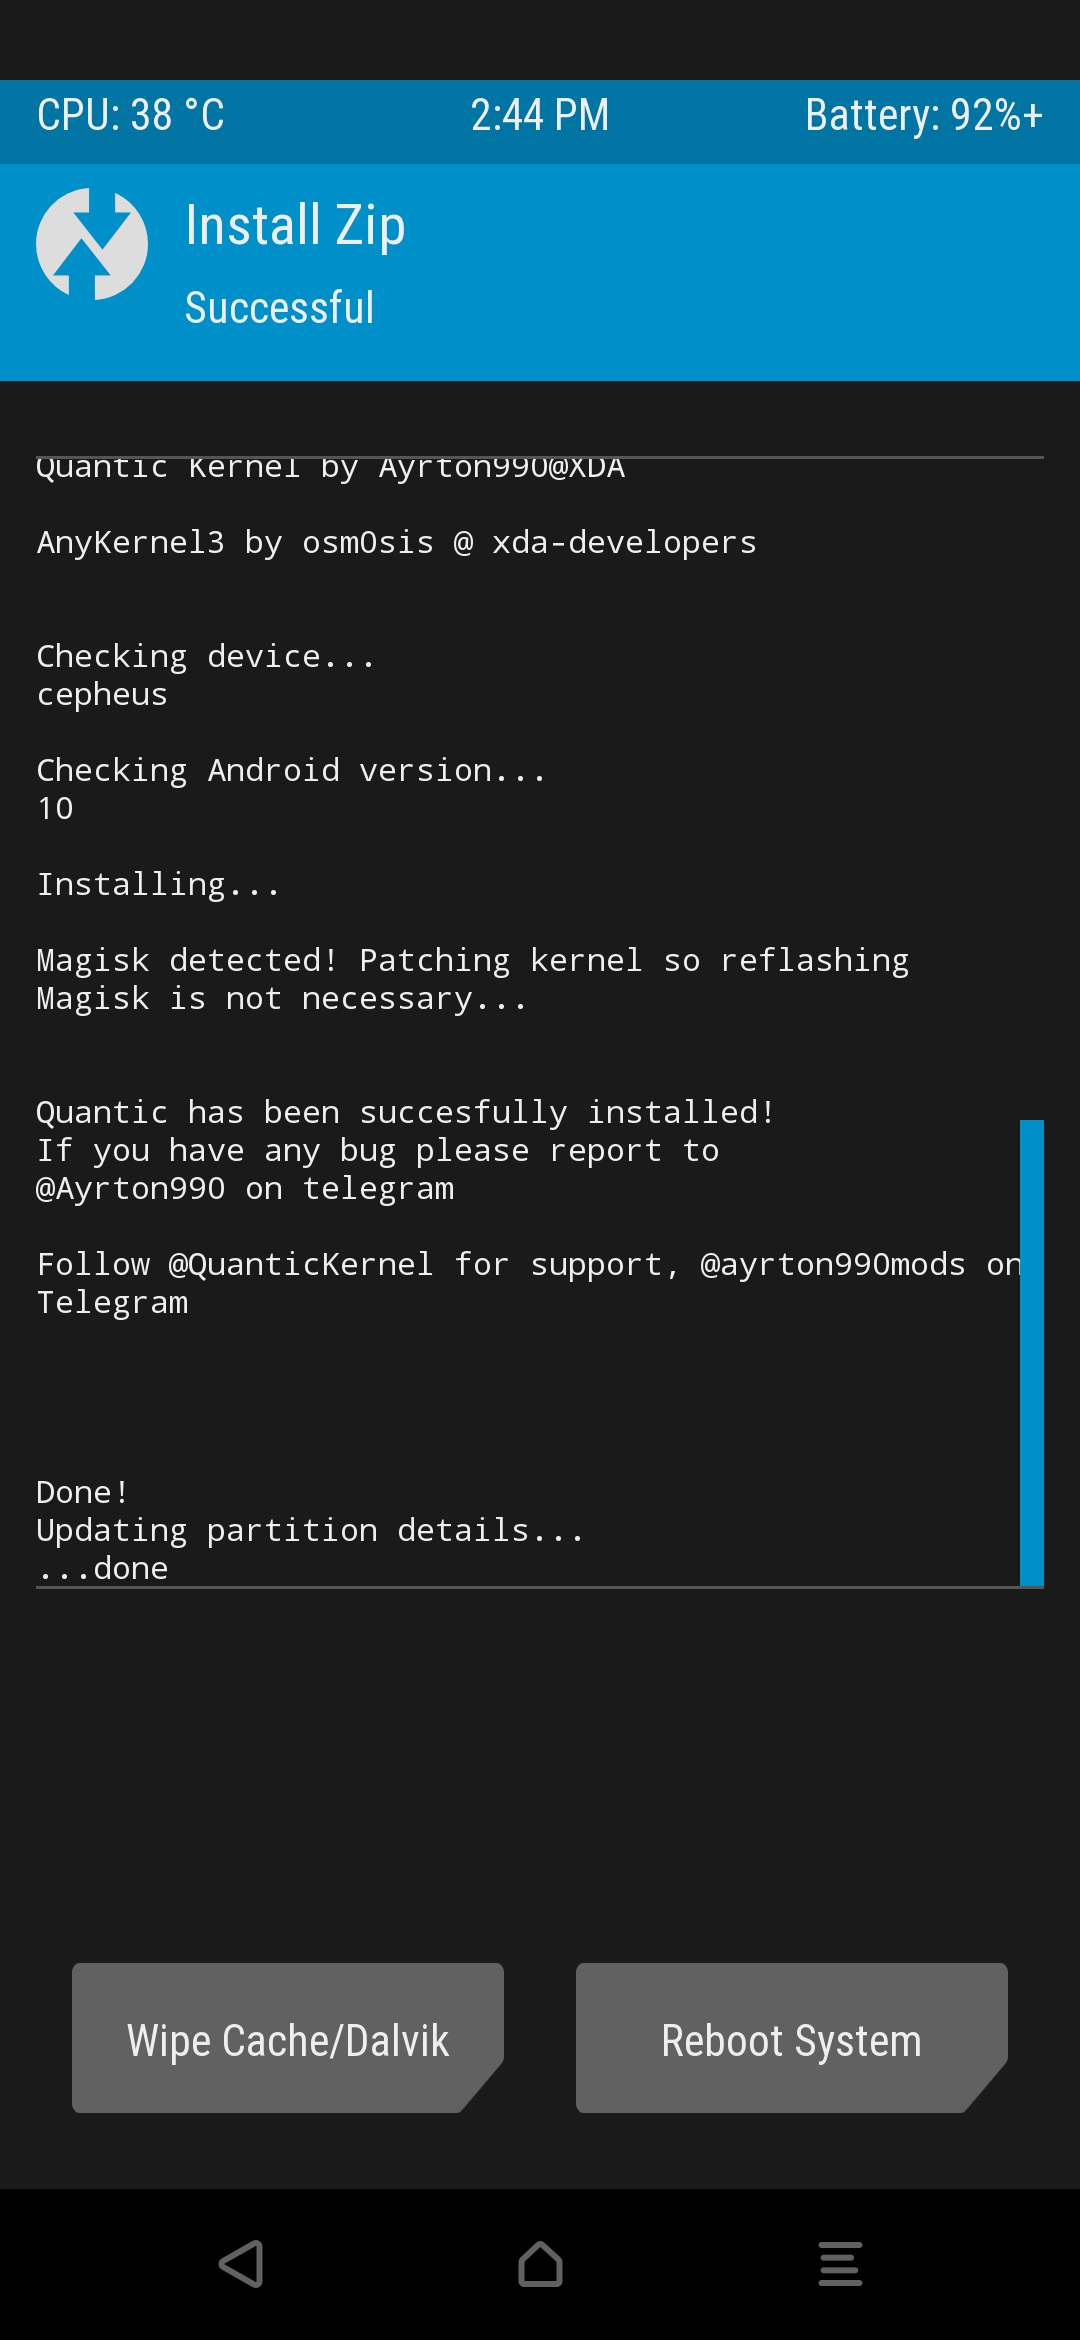 CPU: 38 °C 2:44 PM Battery: 92%+
Install Zip
Successful
Quantic Kernel by Ayrton990@XDA
AnyKernel3 by osm0sis @ xda-developers
Checking device...
cepheus
Checking Android version...
10
Installing...
Magisk detected! Patching kernel so reflashing
Magisk is not necessary...
Quantic has been succesfully installed!
If you have any bug please report to
@Ayrton990 on telegram
Follow @QuanticKernel for support, @ayrton990mods on
Telegram
Done!
Updating partition details...
...done
Wipe Cache/Dalvik Reboot System